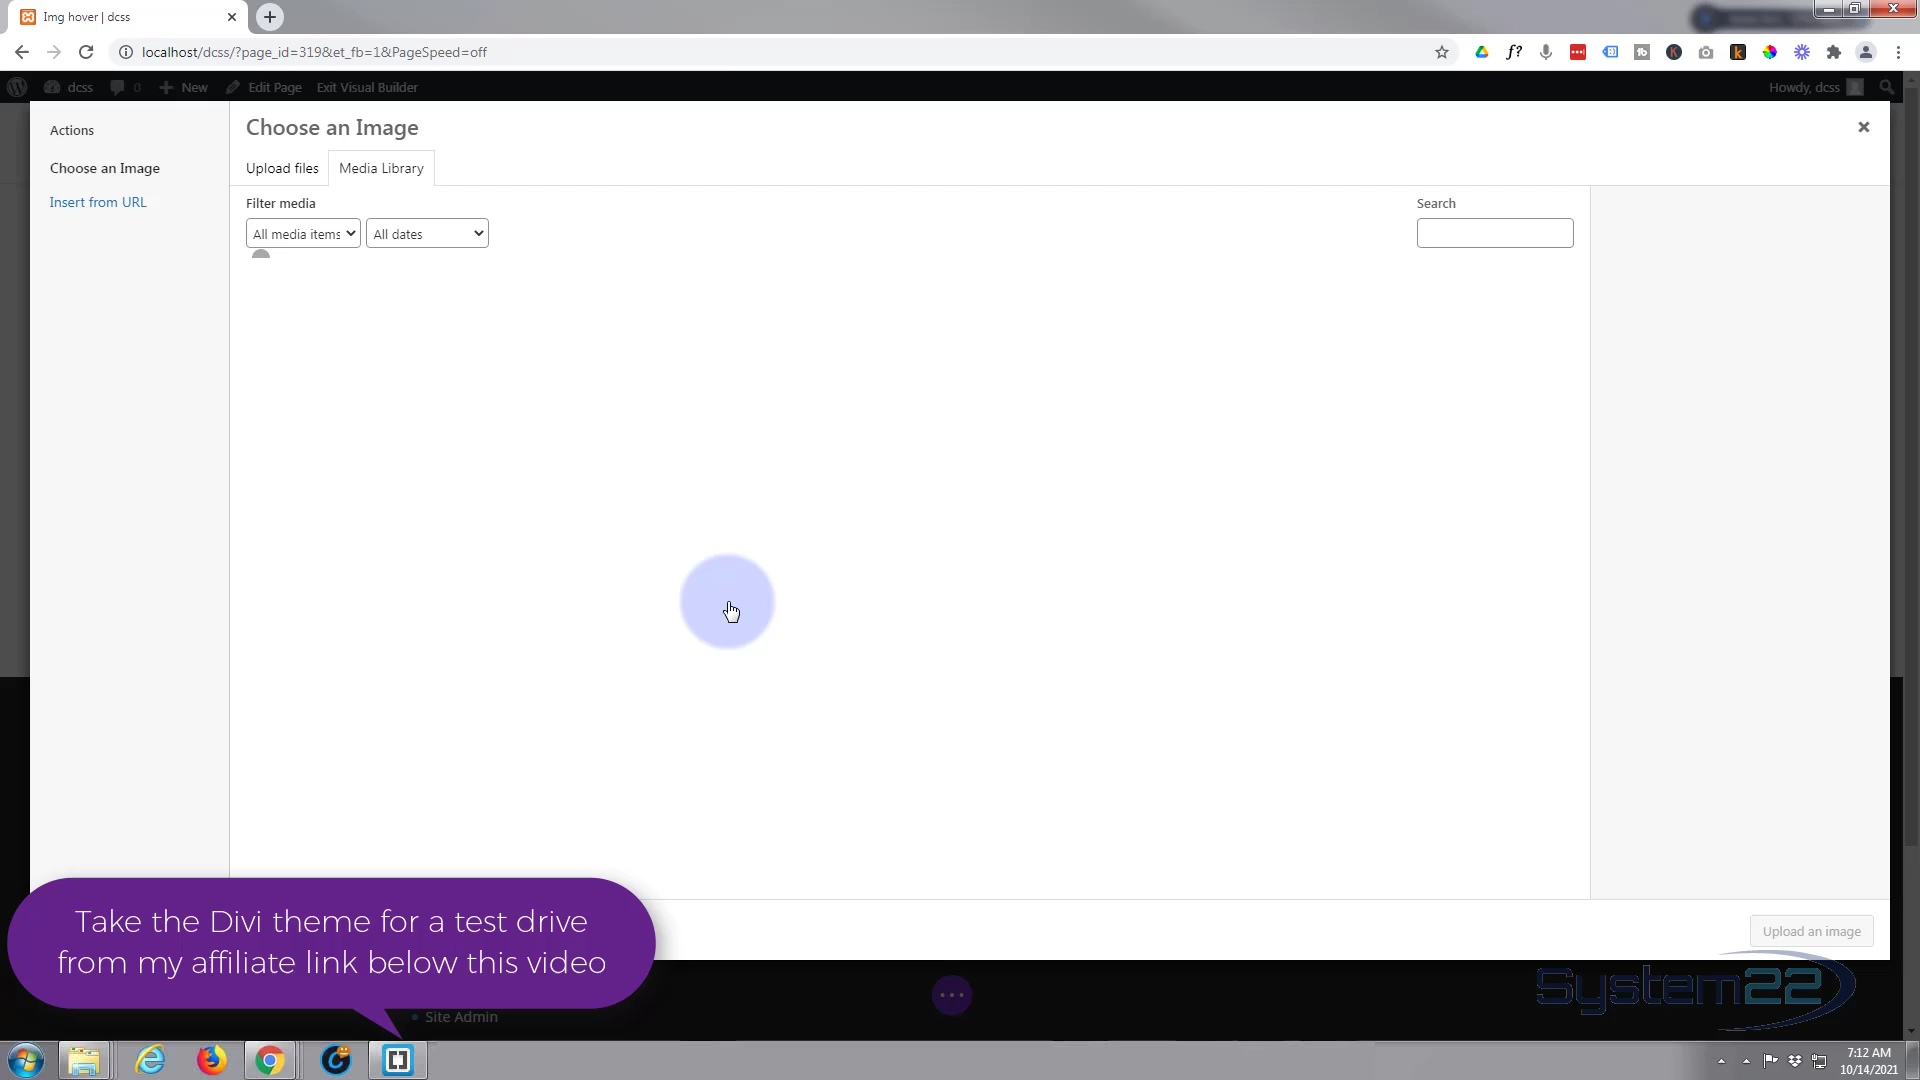 Img hover | dcss
localhost/dcss/?page_id=319&et_fb=1&PageSpeed=off
dcss
0
New
Edit Page
Exit Visual Builder
Howdy, dcss
Actions
Choose an Image
Insert from URL
Choose an Image
Upload files
Media Library
Filter media
All media items
All dates
Search
Upload an image
Take the Divi theme for a test drive
from my affiliate link below this video
System22
Site Admin
7:12 AM
10/14/2021